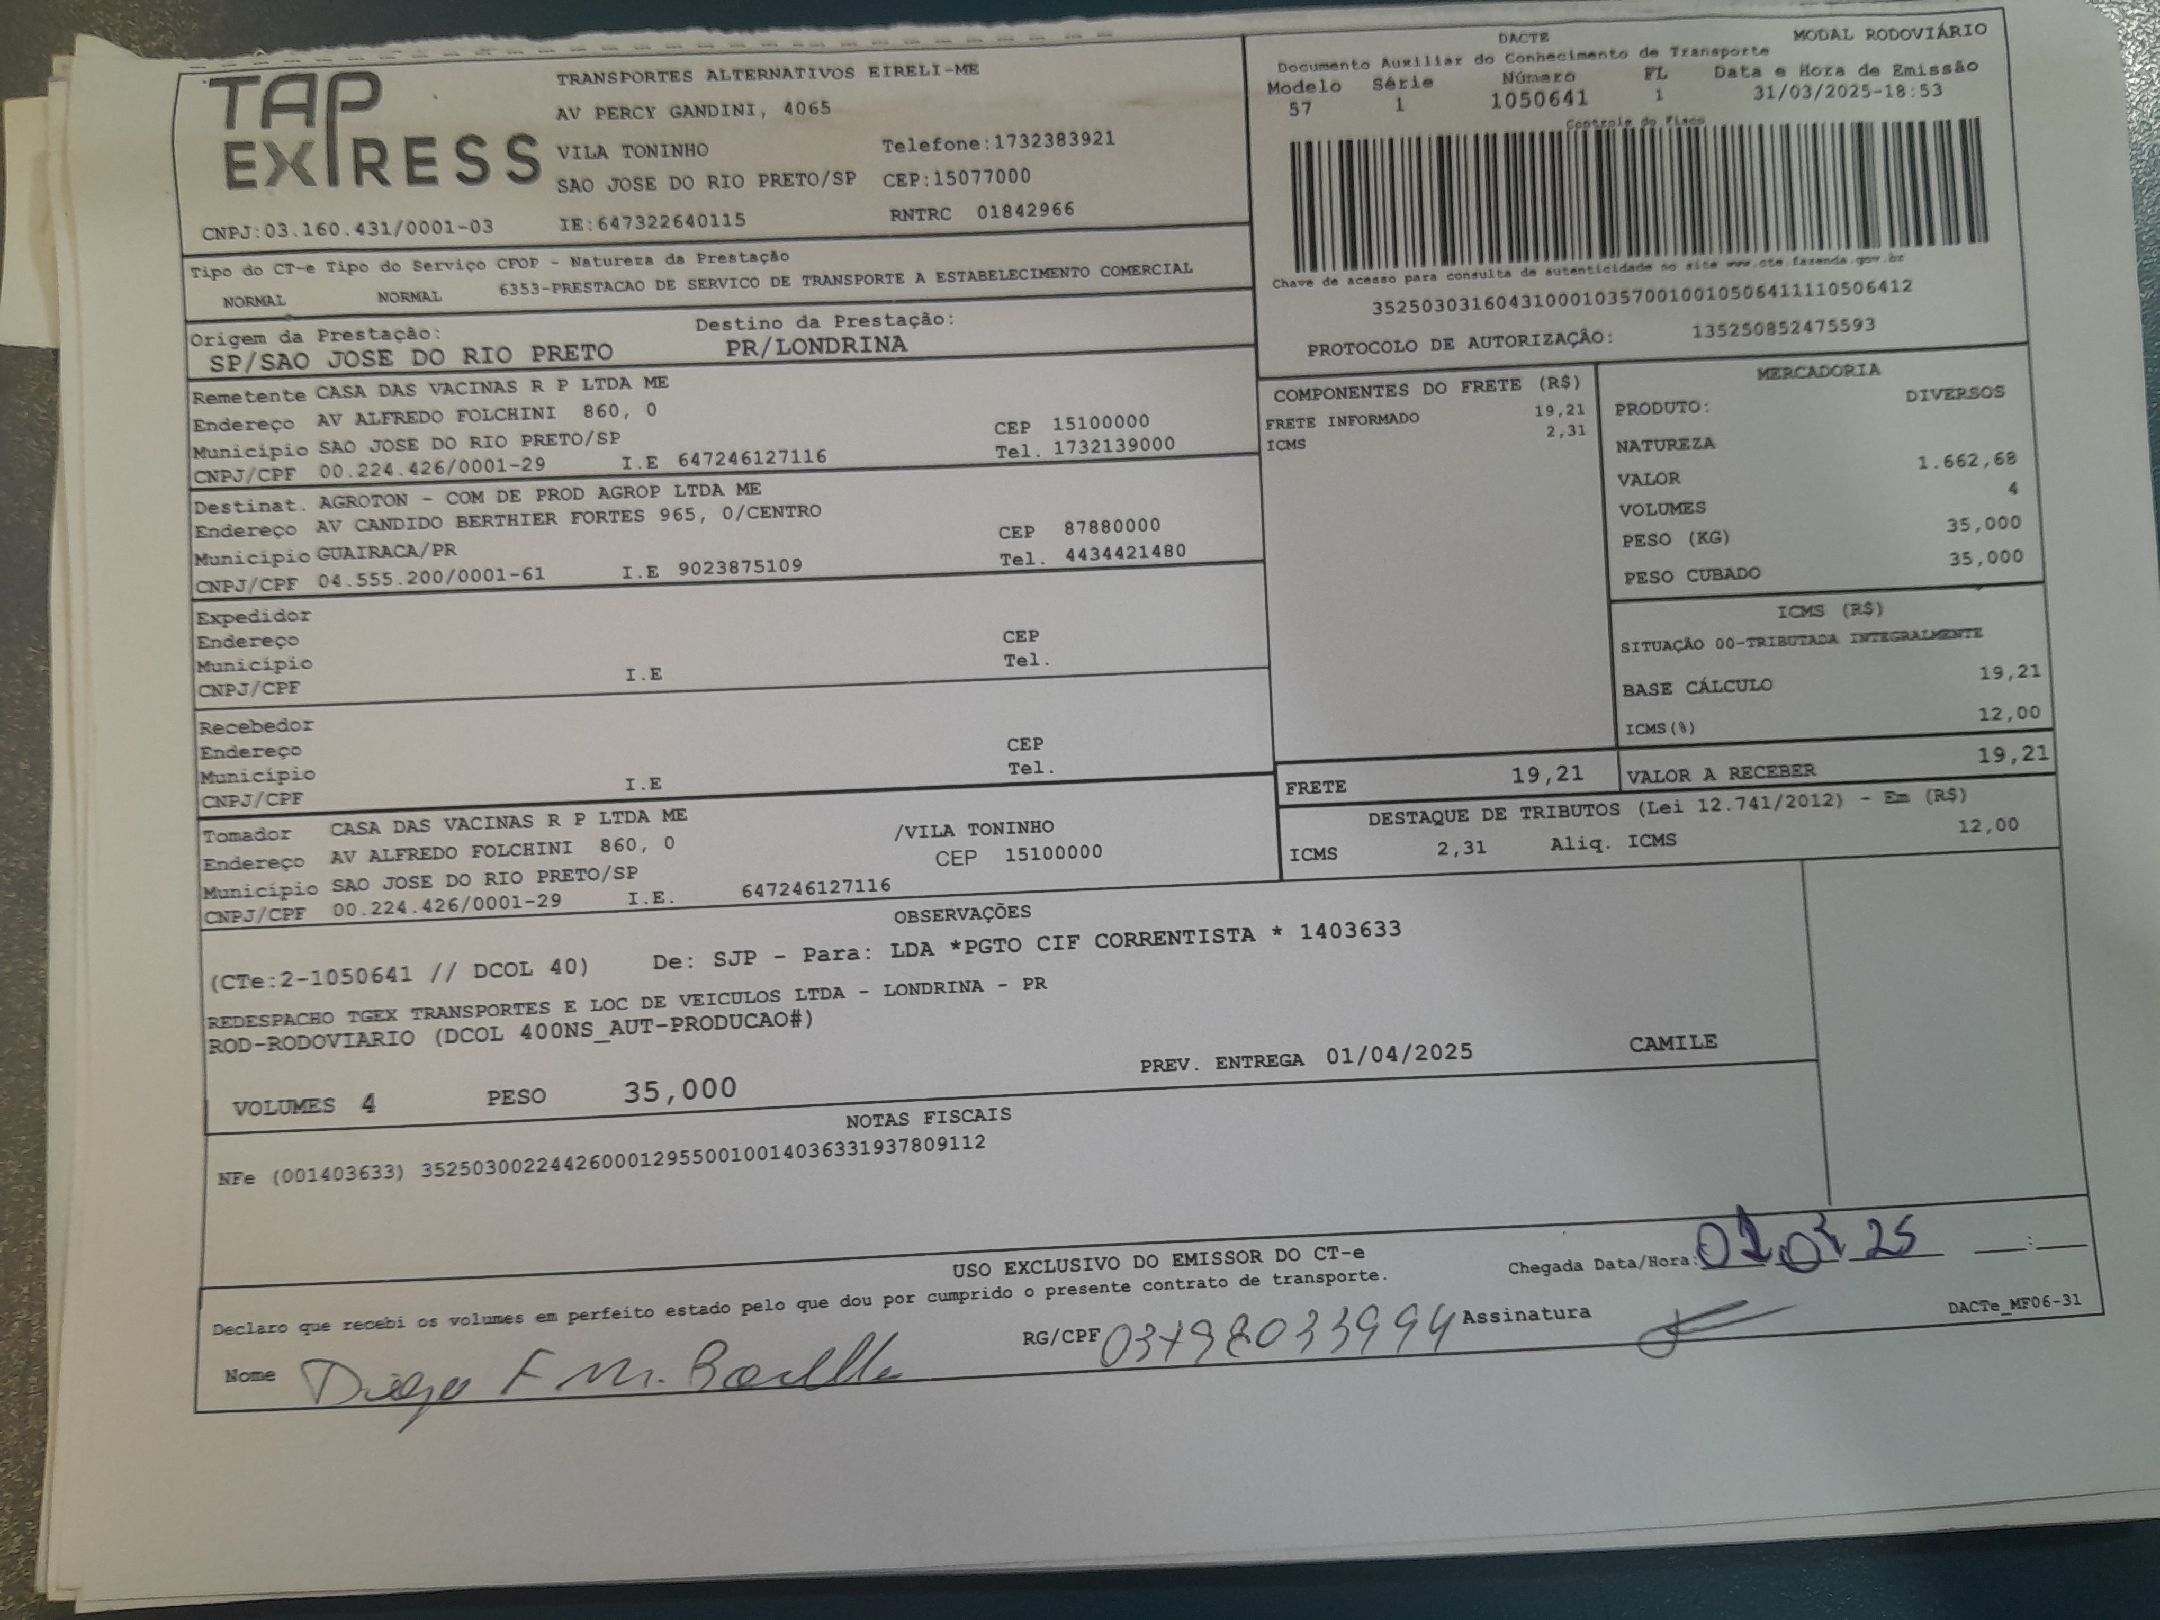 TAP EXPRESS
TRANSPORTES ALTERNATIVOS EIRELI-ME
AV PERCY GANDINI, 4065
VILA TONINHO Telefone:1732383921
SAO JOSE DO RIO PRETO/SP CEP:15077000
CNPJ:03.160.431/0001-03 IE:647322640115 RNTRC 01842966
DACTE MODAL RODOVIÁRIO
Documento Auxiliar do Conhecimento de Transporte
Modelo Série Número FL Data e Hora de Emissão
57 1 1050641 1 31/03/2025-18:53
Controle do Fisco
Chave de acesso para consulta de autenticidade no site www.cte.fazenda.gov.br
35250303160431000103570010010506411110506412
PROTOCOLO DE AUTORIZAÇÃO: 135250852475593
Tipo do CT-e Tipo do Serviço CFOP - Natureza da Prestação
NORMAL NORMAL 6353-PRESTACAO DE SERVICO DE TRANSPORTE A ESTABELECIMENTO COMERCIAL
Origem da Prestação: Destino da Prestação:
SP/SAO JOSE DO RIO PRETO PR/LONDRINA
Remetente CASA DAS VACINAS R P LTDA ME
Endereço AV ALFREDO FOLCHINI 860, 0 CEP 15100000
Município SAO JOSE DO RIO PRETO/SP Tel. 1732139000
CNPJ/CPF 00.224.426/0001-29 I.E 647246127116
Destinat. AGROTON - COM DE PROD AGROP LTDA ME
Endereço AV CANDIDO BERTHIER FORTES 965, 0/CENTRO CEP 87880000
Município GUAIRACA/PR Tel. 4434421480
CNPJ/CPF 04.555.200/0001-61 I.E 9023875109
Expedidor
Endereço CEP
Município Tel.
CNPJ/CPF I.E
Recebedor
Endereço CEP
Município Tel.
CNPJ/CPF I.E
Tomador CASA DAS VACINAS R P LTDA ME
Endereço AV ALFREDO FOLCHINI 860, 0 /VILA TONINHO
Município SAO JOSE DO RIO PRETO/SP CEP 15100000
CNPJ/CPF 00.224.426/0001-29 I.E. 647246127116
COMPONENTES DO FRETE (R$)
FRETE INFORMADO 19,21
ICMS 2,31
MERCADORIA
PRODUTO: DIVERSOS
NATUREZA
VALOR 1.662,68
VOLUMES 4
PESO (KG) 35,000
PESO CUBADO 35,000
ICMS (R$)
SITUAÇÃO 00-TRIBUTADA INTEGRALMENTE
BASE CÁLCULO 19,21
ICMS(%) 12,00
FRETE 19,21 VALOR A RECEBER 19,21
DESTAQUE DE TRIBUTOS (Lei 12.741/2012) - Em (R$)
ICMS 2,31 Aliq. ICMS 12,00
OBSERVAÇÕES
(CTe:2-1050641 // DCOL 40) De: SJP - Para: LDA *PGTO CIF CORRENTISTA * 1403633
REDESPACHO TGEX TRANSPORTES E LOC DE VEICULOS LTDA - LONDRINA - PR
ROD-RODOVIARIO (DCOL 400NS_AUT-PRODUCAO#)
VOLUMES 4 PESO 35,000 PREV. ENTREGA 01/04/2025 CAMILE
NOTAS FISCAIS
NFe (001403633) 35250300224426000129550010014036331937809112
USO EXCLUSIVO DO EMISSOR DO CT-e
Declaro que recebi os volumes em perfeito estado pelo que dou por cumprido o presente contrato de transporte.
Chegada Data/Hora: 25 :
Nome Diego F M. RG/CPF 03798033994 Assinatura DACTe_MF06-31